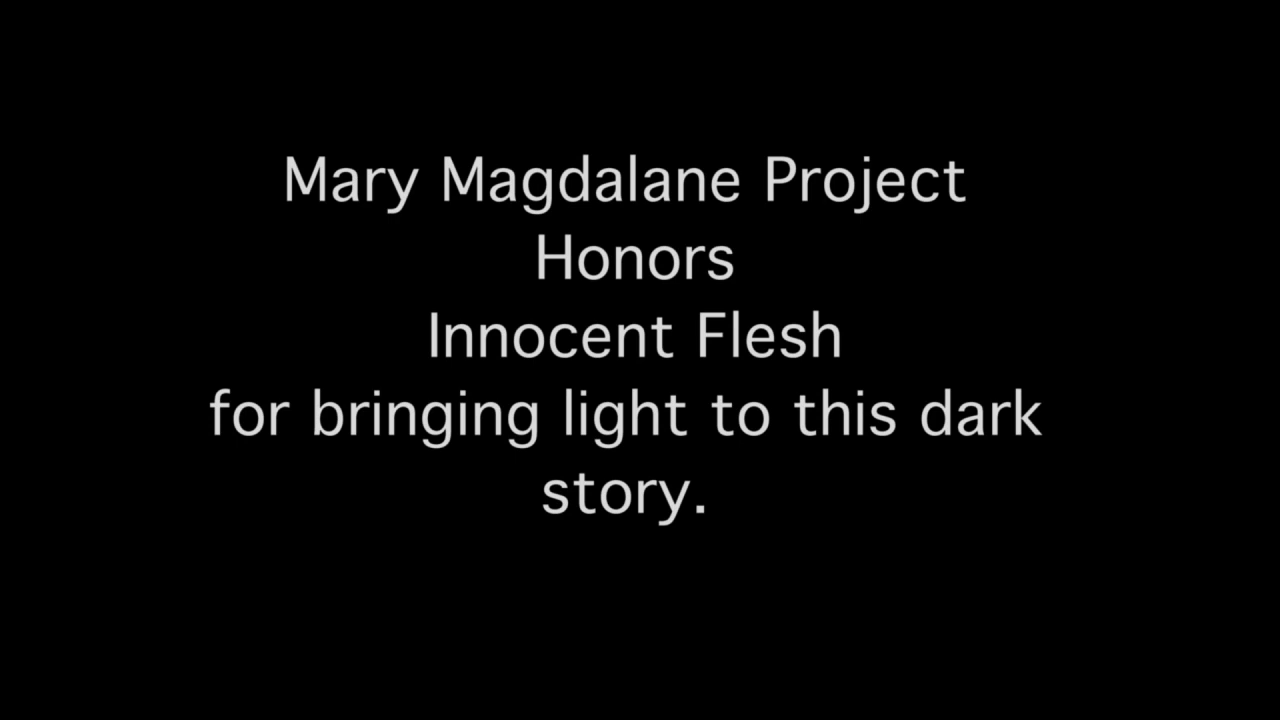 Mary Magdalane Project
Honors
Innocent Flesh
for bringing light to this dark
story.